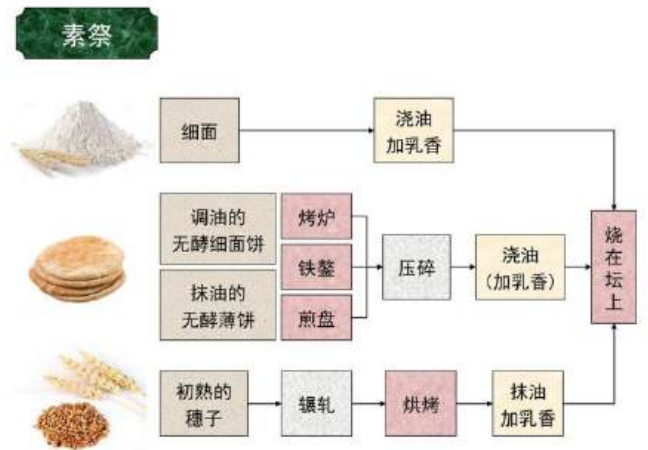 素祭
细面
浇油
加乳香
调油的
无酵细面饼
抹油的
无酵薄饼
烤炉
铁鏊
煎盘
压碎
浇油
(加乳香)
烧在坛上
初熟的
穗子
辗轧
烘烤
抹油
加乳香